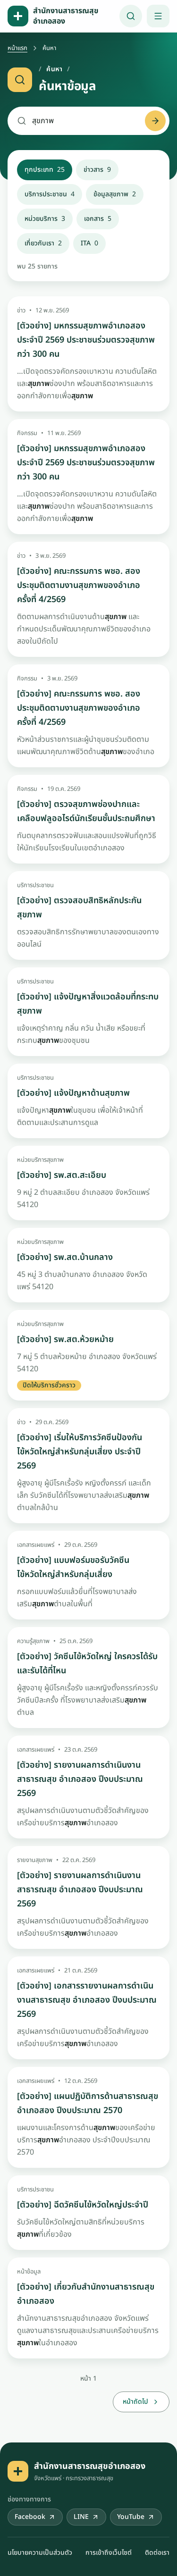 สำนักงานสาธารณสุข
อำเภอสอง
หน้าแรก > ค้นหา
/ ค้นหา /
ค้นหาข้อมูล
สุขภาพ
ทุกประเภท 25 ข่าวสาร 9
บริการประชาชน 4 ข้อมูลสุขภาพ 2
หน่วยบริการ 3 เอกสาร 5
เกี่ยวกับเรา 2 ITA 0
พบ 25 รายการ
ข่าว • 12 พ.ย. 2569
[ตัวอย่าง] มหกรรมสุขภาพอำเภอสอง
ประจำปี 2569 ประชาชนร่วมตรวจสุขภาพ
กว่า 300 คน
...เปิดจุดตรวจคัดกรองเบาหวาน ความดันโลหิต
และสุขภาพช่องปาก พร้อมสาธิตอาหารและการ
ออกกำลังกายเพื่อสุขภาพ
กิจกรรม • 11 พ.ย. 2569
[ตัวอย่าง] มหกรรมสุขภาพอำเภอสอง
ประจำปี 2569 ประชาชนร่วมตรวจสุขภาพ
กว่า 300 คน
...เปิดจุดตรวจคัดกรองเบาหวาน ความดันโลหิต
และสุขภาพช่องปาก พร้อมสาธิตอาหารและการ
ออกกำลังกายเพื่อสุขภาพ
ข่าว • 3 พ.ย. 2569
[ตัวอย่าง] คณะกรรมการ พชอ. สอง
ประชุมติดตามงานสุขภาพของอำเภอ
ครั้งที่ 4/2569
ติดตามผลการดำเนินงานด้านสุขภาพ และ
กำหนดประเด็นพัฒนาคุณภาพชีวิตของอำเภอ
สองในปีถัดไป
กิจกรรม • 3 พ.ย. 2569
[ตัวอย่าง] คณะกรรมการ พชอ. สอง
ประชุมติดตามงานสุขภาพของอำเภอ
ครั้งที่ 4/2569
หัวหน้าส่วนราชการและผู้นำชุมชนร่วมติดตาม
แผนพัฒนาคุณภาพชีวิตด้านสุขภาพของอำเภอ
กิจกรรม • 19 ต.ค. 2569
[ตัวอย่าง] ตรวจสุขภาพช่องปากและ
เคลือบฟลูออไรด์นักเรียนชั้นประถมศึกษา
ทันตบุคลากรตรวจฟันและสอนแปรงฟันที่ถูกวิธี
ให้นักเรียนโรงเรียนในเขตอำเภอสอง
บริการประชาชน
[ตัวอย่าง] ตรวจสอบสิทธิหลักประกัน
สุขภาพ
ตรวจสอบสิทธิการรักษาพยาบาลของตนเองทาง
ออนไลน์
บริการประชาชน
[ตัวอย่าง] แจ้งปัญหาสิ่งแวดล้อมที่กระทบ
สุขภาพ
แจ้งเหตุรำคาญ กลิ่น ควัน น้ำเสีย หรือขยะที่
กระทบสุขภาพของชุมชน
บริการประชาชน
[ตัวอย่าง] แจ้งปัญหาด้านสุขภาพ
แจ้งปัญหาสุขภาพในชุมชน เพื่อให้เจ้าหน้าที่
ติดตามและประสานการดูแล
หน่วยบริการสุขภาพ
[ตัวอย่าง] รพ.สต.สะเอียบ
9 หมู่ 2 ตำบลสะเอียบ อำเภอสอง จังหวัดแพร่
54120
หน่วยบริการสุขภาพ
[ตัวอย่าง] รพ.สต.บ้านกลาง
45 หมู่ 3 ตำบลบ้านกลาง อำเภอสอง จังหวัด
แพร่ 54120
หน่วยบริการสุขภาพ
[ตัวอย่าง] รพ.สต.ห้วยหม้าย
7 หมู่ 5 ตำบลห้วยหม้าย อำเภอสอง จังหวัดแพร่
54120
ปิดให้บริการชั่วคราว
ข่าว • 29 ต.ค. 2569
[ตัวอย่าง] เริ่มให้บริการวัคซีนป้องกัน
ไข้หวัดใหญ่สำหรับกลุ่มเสี่ยง ประจำปี
2569
ผู้สูงอายุ ผู้มีโรคเรื้อรัง หญิงตั้งครรภ์ และเด็ก
เล็ก รับวัคซีนได้ที่โรงพยาบาลส่งเสริมสุขภาพ
ตำบลใกล้บ้าน
เอกสารเผยแพร่ • 29 ต.ค. 2569
[ตัวอย่าง] แบบฟอร์มขอรับวัคซีน
ไข้หวัดใหญ่สำหรับกลุ่มเสี่ยง
กรอกแบบฟอร์มแล้วยื่นที่โรงพยาบาลส่ง
เสริมสุขภาพตำบลในพื้นที่
ความรู้สุขภาพ • 25 ต.ค. 2569
[ตัวอย่าง] วัคซีนไข้หวัดใหญ่ ใครควรได้รับ
และรับได้ที่ไหน
ผู้สูงอายุ ผู้มีโรคเรื้อรัง และหญิงตั้งครรภ์ควรรับ
วัคซีนปีละครั้ง ที่โรงพยาบาลส่งเสริมสุขภาพ
ตำบล
เอกสารเผยแพร่ • 23 ต.ค. 2569
[ตัวอย่าง] รายงานผลการดำเนินงาน
สาธารณสุข อำเภอสอง ปีงบประมาณ
2569
สรุปผลการดำเนินงานตามตัวชี้วัดสำคัญของ
เครือข่ายบริการสุขภาพอำเภอสอง
รายงานสุขภาพ • 22 ต.ค. 2569
[ตัวอย่าง] รายงานผลการดำเนินงาน
สาธารณสุข อำเภอสอง ปีงบประมาณ
2569
สรุปผลการดำเนินงานตามตัวชี้วัดสำคัญของ
เครือข่ายบริการสุขภาพอำเภอสอง
เอกสารเผยแพร่ • 21 ต.ค. 2569
[ตัวอย่าง] เอกสารรายงานผลการดำเนิน
งานสาธารณสุข อำเภอสอง ปีงบประมาณ
2569
สรุปผลการดำเนินงานตามตัวชี้วัดสำคัญของ
เครือข่ายบริการสุขภาพอำเภอสอง
เอกสารเผยแพร่ • 12 ต.ค. 2569
[ตัวอย่าง] แผนปฏิบัติการด้านสาธารณสุข
อำเภอสอง ปีงบประมาณ 2570
แผนงานและโครงการด้านสุขภาพของเครือข่าย
บริการสุขภาพอำเภอสอง ประจำปีงบประมาณ
2570
บริการประชาชน
[ตัวอย่าง] ฉีดวัคซีนไข้หวัดใหญ่ประจำปี
รับวัคซีนไข้หวัดใหญ่ตามสิทธิที่หน่วยบริการ
สุขภาพที่เกี่ยวข้อง
หน้าข้อมูล
[ตัวอย่าง] เกี่ยวกับสำนักงานสาธารณสุข
อำเภอสอง
สำนักงานสาธารณสุขอำเภอสอง จังหวัดแพร่
ดูแลงานสาธารณสุขและประสานเครือข่ายบริการ
สุขภาพในอำเภอสอง
หน้า 1
หน้าถัดไป >
สำนักงานสาธารณสุขอำเภอสอง
จังหวัดแพร่ · กระทรวงสาธารณสุข
ช่องทางทางการ
Facebook LINE YouTube
นโยบายความเป็นส่วนตัว การเข้าถึงเว็บไซต์ ติดต่อเรา